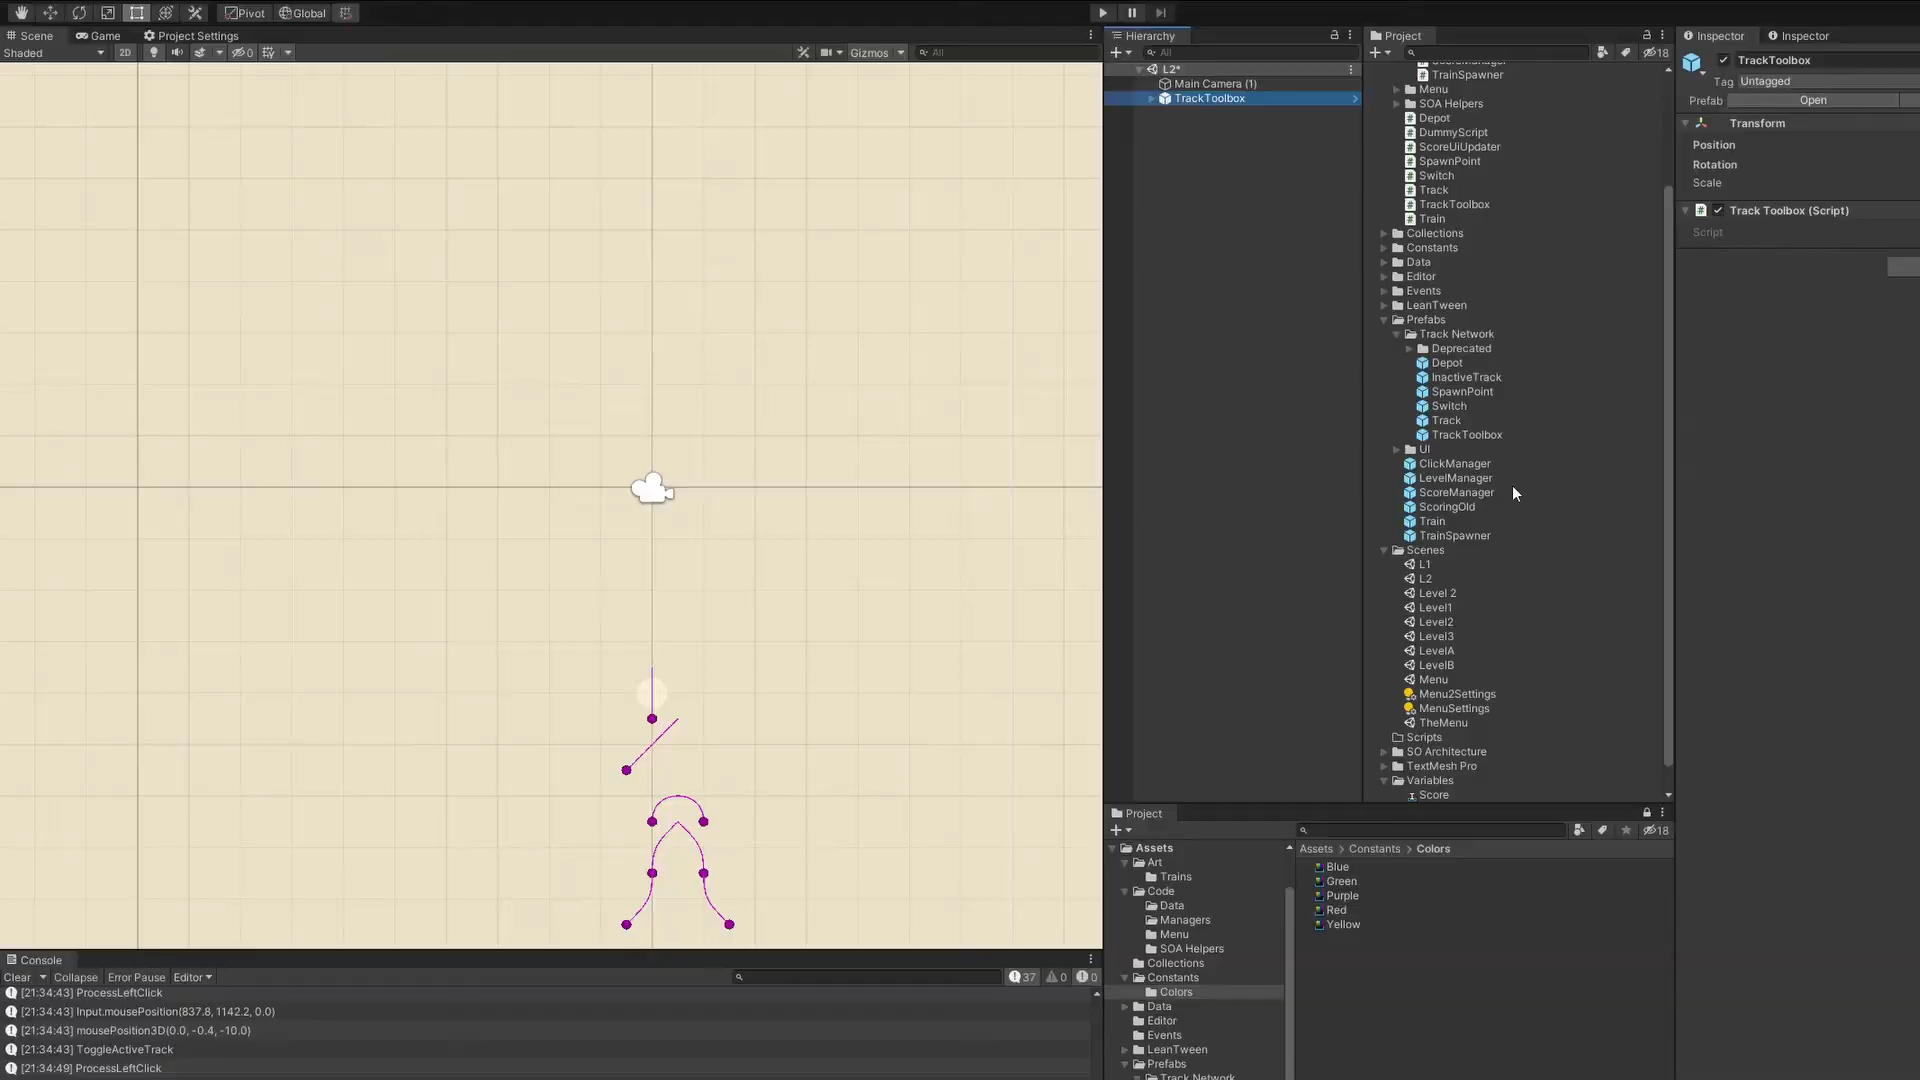 Pivot Global
Scene Game Project Settings
Shaded 2D 0 Gizmos All
Hierarchy
All
L2*
Main Camera (1)
TrackToolbox
Project
18
TrainSpawner
Menu
SOA Helpers
Depot
DummyScript
ScoreUiUpdater
SpawnPoint
Switch
Track
TrackToolbox
Train
Collections
Constants
Data
Editor
Events
LeanTween
Prefabs
Track Network
Deprecated
Depot
InactiveTrack
SpawnPoint
Switch
Track
TrackToolbox
UI
ClickManager
LevelManager
ScoreManager
ScoringOld
Train
TrainSpawner
Scenes
L1
L2
Level 2
Level1
Level2
Level3
LevelA
LevelB
Menu
Menu2Settings
MenuSettings
TheMenu
Scripts
SO Architecture
TextMesh Pro
Variables
Score
Inspector Inspector
TrackToolbox
Tag Untagged
Prefab Open
Transform
Position
Rotation
Scale
Track Toolbox (Script)
Script
Project
18
Assets
Art
Trains
Code
Data
Managers
Menu
SOA Helpers
Collections
Constants
Colors
Data
Editor
Events
LeanTween
Prefabs
Track Network
Assets > Constants > Colors
Blue
Green
Purple
Red
Yellow
Console
Clear Collapse Error Pause Editor 37 0 0
[21:34:43] ProcessLeftClick
[21:34:43] Input.mousePosition(837.8, 1142.2, 0.0)
[21:34:43] mousePosition3D(0.0, -0.4, -10.0)
[21:34:43] ToggleActiveTrack
[21:34:49] ProcessLeftClick